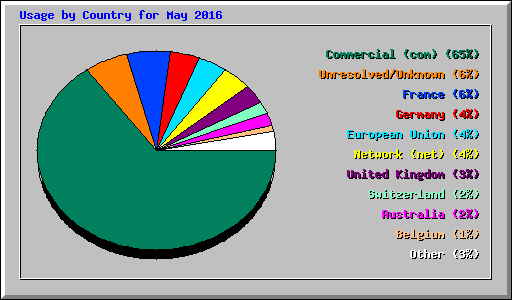 Usage by Country for May 2016
Commercial (com) (65%)
Unresolved/Unknown (6%)
France (6%)
Germany (4%)
European Union (4%)
Network (net) (4%)
United Kingdom (3%)
Switzerland (2%)
Australia (2%)
Belgium (1%)
Other (3%)